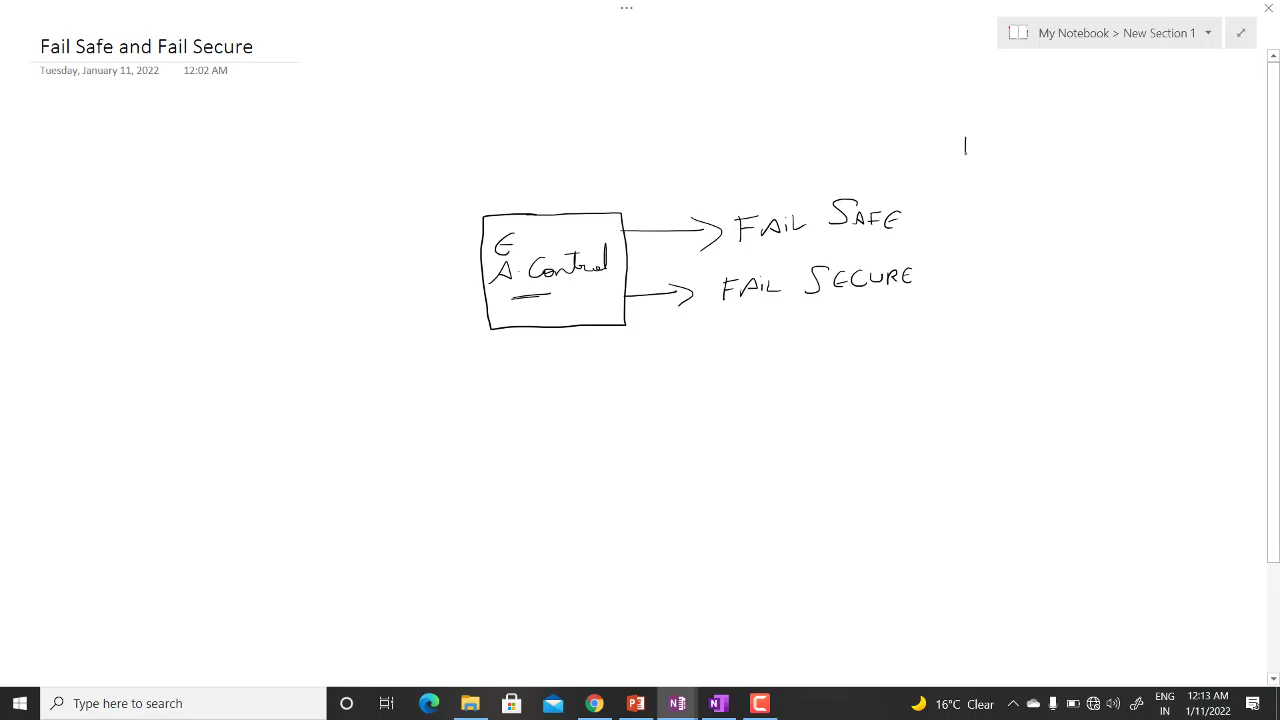 Fail Safe and Fail Secure
My Notebook > New Section 1
Tuesday, January 11, 2022 12:02 AM
E
A. Control
FAIL SAFE
FAIL SECURE
Type here to search
16°C Clear
ENG
IN
12:13 AM
1/11/2022